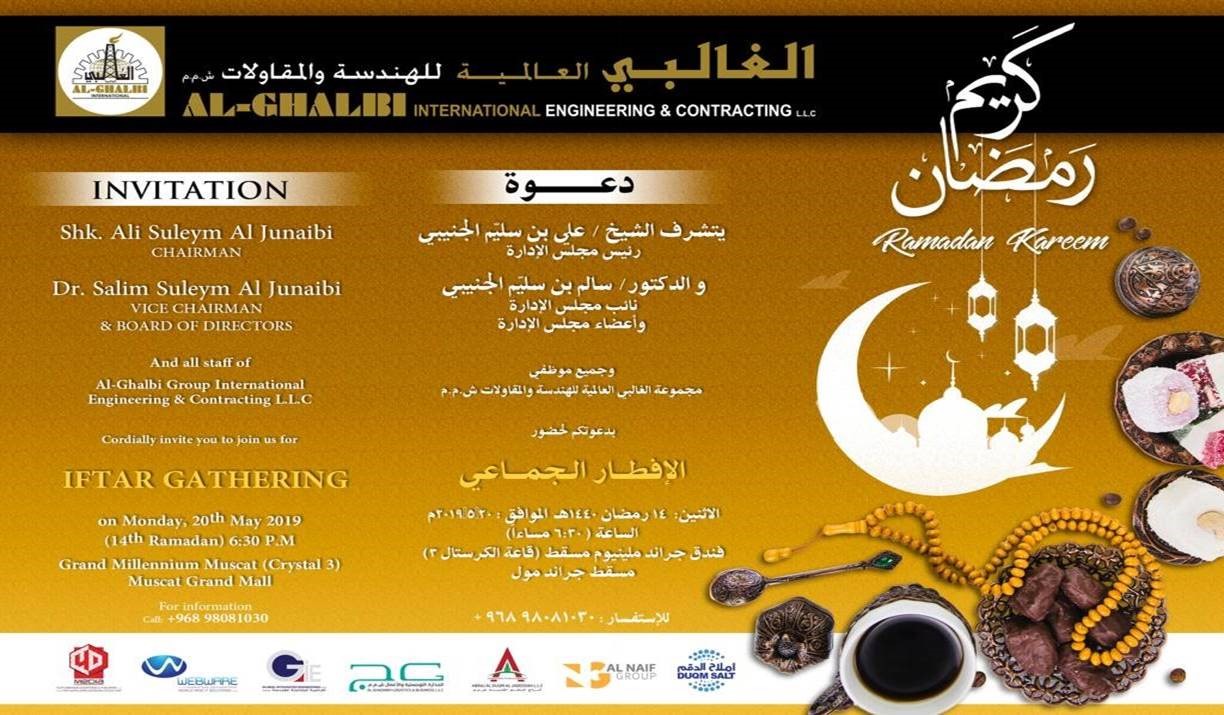 الغالبي العالمية للهندسة والمقاولات ش.م.م
AL-GHALBI INTERNATIONAL ENGINEERING & CONTRACTING L.L.C
الغالبي
AL-GHALBI
INTERNATIONAL
كريم
رمضان
Ramadan Kareem
INVITATION
Shk. Ali Suleym Al Junaibi
CHAIRMAN
Dr. Salim Suleym Al Junaibi
VICE CHAIRMAN
& BOARD OF DIRECTORS
And all staff of
Al-Ghalbi Group International
Engineering & Contracting L.L.C
Cordially invite you to join us for
IFTAR GATHERING
on Monday, 20th May 2019
(14th Ramadan) 6:30 P.M
Grand Millennium Muscat (Crystal 3)
Muscat Grand Mall
For information
Call: +968 98081030
دعـــــوة
يتشرف الشيخ / علي بن سليّم الجنيبي
رئيس مجلس الإدارة
و الدكتور/ سالم بن سليّم الجنيبي
نائب مجلس الإدارة
وأعضاء مجلس الإدارة
وجميع موظفي
مجموعة الغالبي العالمية للهندسة والمقاولات ش.م.م
بدعوتكم لحضور
الإفطار الجماعي
الاثنين: ١٤ رمضان ١٤٤٠هـ الموافق : ٢٠١٩/٥/٢٠م
الساعة (٦:٣٠ مساءا)
فندق جراند ملينيوم مسقط (قاعة الكرستال ٣)
مسقط جراند مول
للإستفسار : ٩٨٠٨١٠٣٠ ٩٦٨ +
MEDIA
WEBWARE
AL NAIF
GROUP
أملاح الدقم
DUQM SALT